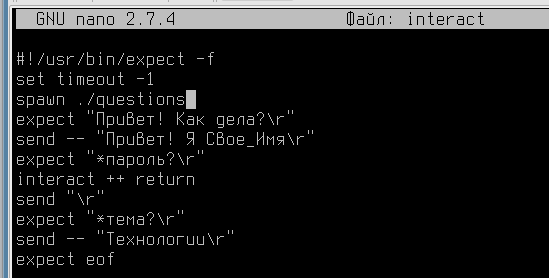 GNU nano 2.7.4 Файл: interact
#!/usr/bin/expect -f
set timeout -1
spawn ./questions
expect "Привет! Как дела?\r"
send -- "Привет! Я Свое_Имя\r"
expect "*пароль?\r"
interact ++ return
send "\r"
expect "*тема?\r"
send -- "Технологии\r"
expect eof